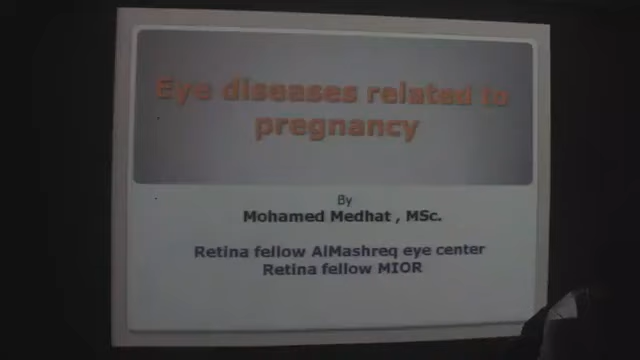 Eye diseases related to
pregnancy
By
Mohamed Medhat , MSc.
Retina fellow AlMashreq eye center
Retina fellow MIOR